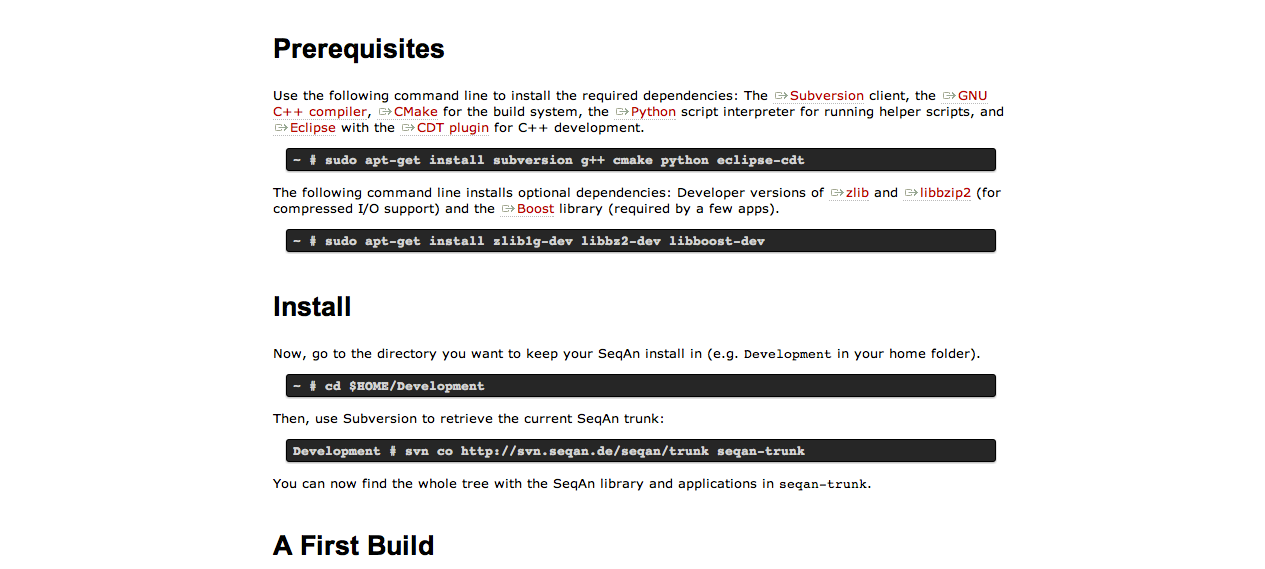 Prerequisites
Use the following command line to install the required dependencies: The Subversion client, the GNU
C++ compiler, CMake for the build system, the Python script interpreter for running helper scripts, and
Eclipse with the CDT plugin for C++ development.
~ # sudo apt-get install subversion g++ cmake python eclipse-cdt
The following command line installs optional dependencies: Developer versions of zlib and libbzip2 (for
compressed I/O support) and the Boost library (required by a few apps).
~ # sudo apt-get install zlib1g-dev libbz2-dev libboost-dev
Install
Now, go to the directory you want to keep your SeqAn install in (e.g. Development in your home folder).
~ # cd $HOME/Development
Then, use Subversion to retrieve the current SeqAn trunk:
Development # svn co http://svn.seqan.de/seqan/trunk seqan-trunk
You can now find the whole tree with the SeqAn library and applications in seqan-trunk.
A First Build